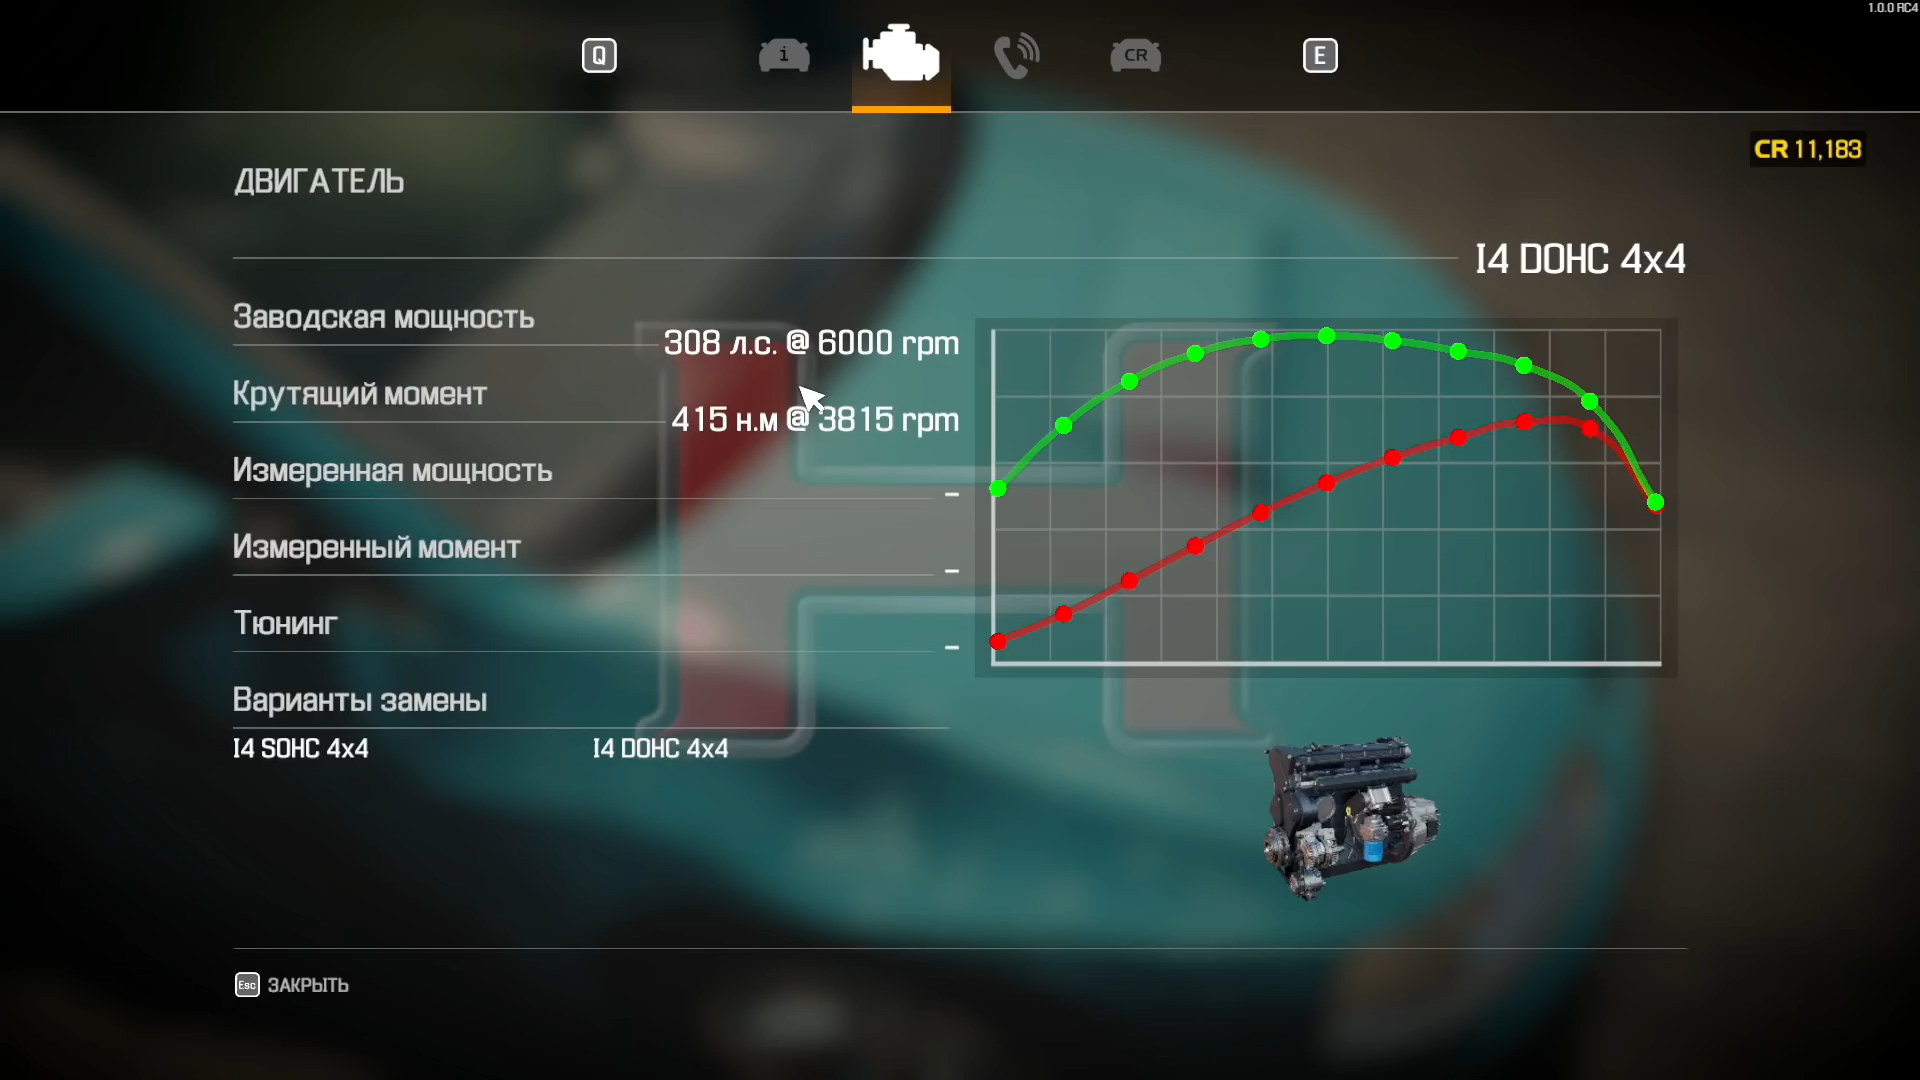 1.0.0 RC4
Q
i
CR
E
CR 11,183
ДВИГАТЕЛЬ
I4 DOHC 4x4
Заводская мощность
308 л.с. @ 6000 rpm
Крутящий момент
415 н.м @ 3815 rpm
Измеренная мощность
-
Измеренный момент
-
Тюнинг
-
Варианты замены
I4 SOHC 4x4
I4 DOHC 4x4
Esc ЗАКРЫТЬ